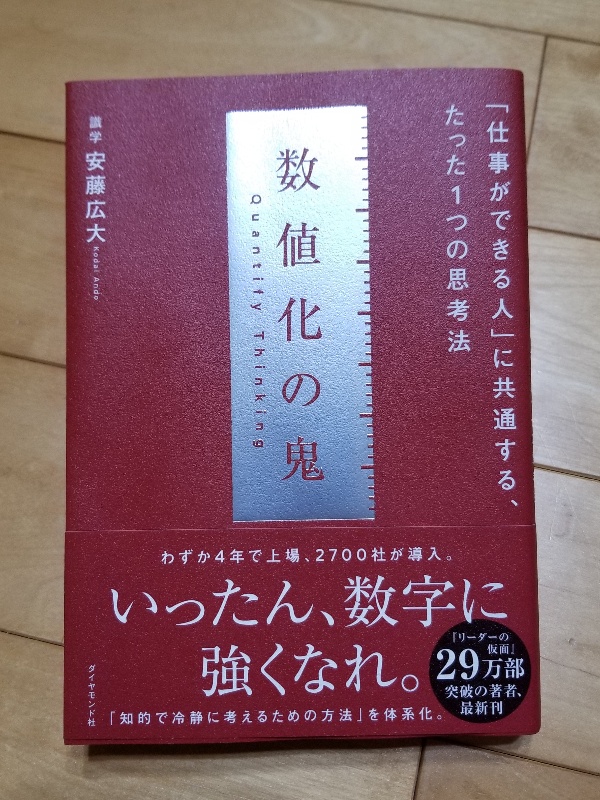 「仕事ができる人」に共通する、
たった1つの思考法
数値化の鬼
Quantify Thinking
識学 安藤広大
Kodai Ando
わずか4年で上場、2700社が導入。
いったん、数字に
強くなれ。
「知的で冷静に考えるための方法」を体系化。
『リーダーの
仮面』
29万部
突破の著者、
最新刊
ダイヤモンド社